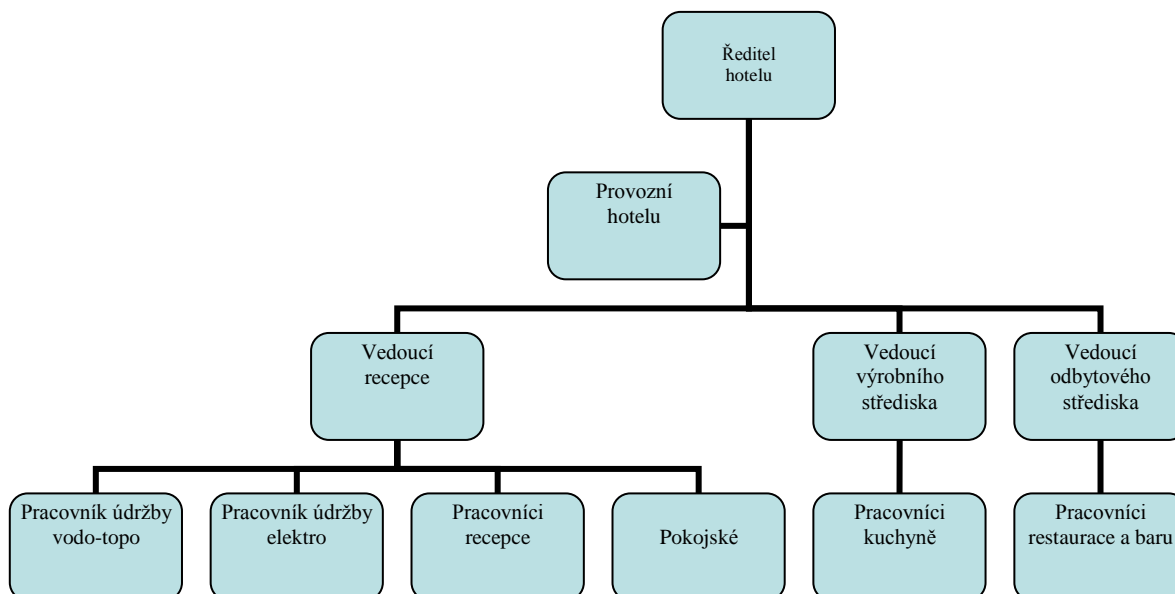 Ředitel
hotelu
Provozní
hotelu
Vedoucí
recepce
Vedoucí
výrobního
střediska
Vedoucí
odbytového
střediska
Pracovník údržby
vodo-topo
Pracovník údržby
elektro
Pracovníci
recepce
Pokojské
Pracovníci
kuchyně
Pracovníci
restaurace a baru